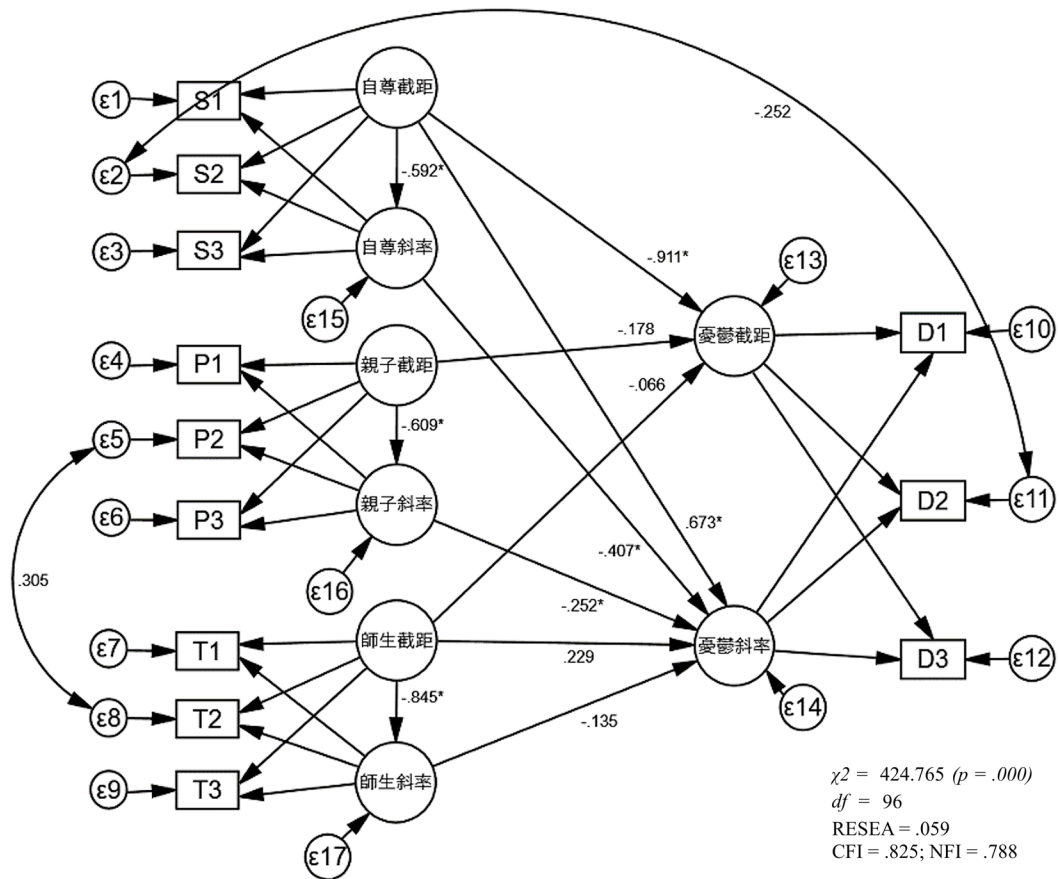 -.252
ε1
S1
自尊截距
ε2
S2
-.592*
ε3
S3
自尊斜率
-.911*
ε13
ε15
-.178
憂鬱截距
D1
ε10
ε4
P1
親子截距
-.066
ε5
P2
-.609*
ε6
P3
親子斜率
D2
ε11
.673*
-.407*
.305
ε16
-.252*
ε7
T1
師生截距
.229
憂鬱斜率
D3
ε12
ε8
T2
-.845*
-.135
ε14
ε9
T3
師生斜率
ε17
χ2 = 424.765 (p = .000)
df = 96
RESEA = .059
CFI = .825; NFI = .788